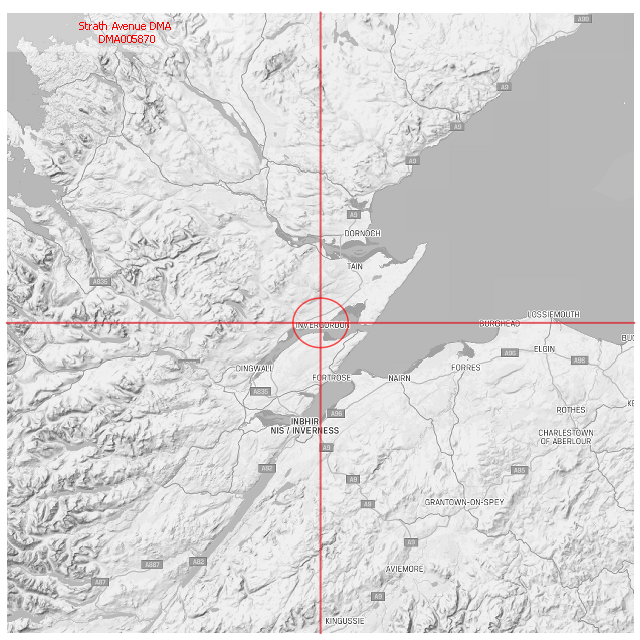 Strath Avenue DMA
DMA005870
A99
A9
A9
A9
A9
DORNOCH
TAIN
A835
INVERGORDON
LOSSIEMOUTH
BURGHEAD
ELGIN
A96
A96
DINGWALL
FORTROSE
NAIRN
FORRES
A835
ROTHES
A96
INBHIR
NIS / INVERNESS
CHARLESTOWN
OF ABERLOUR
A9
A82
A95
A9
A9
GRANTOWN-ON-SPEY
A9
A82
A887
AVIEMORE
A87
A9
KINGUSSIE